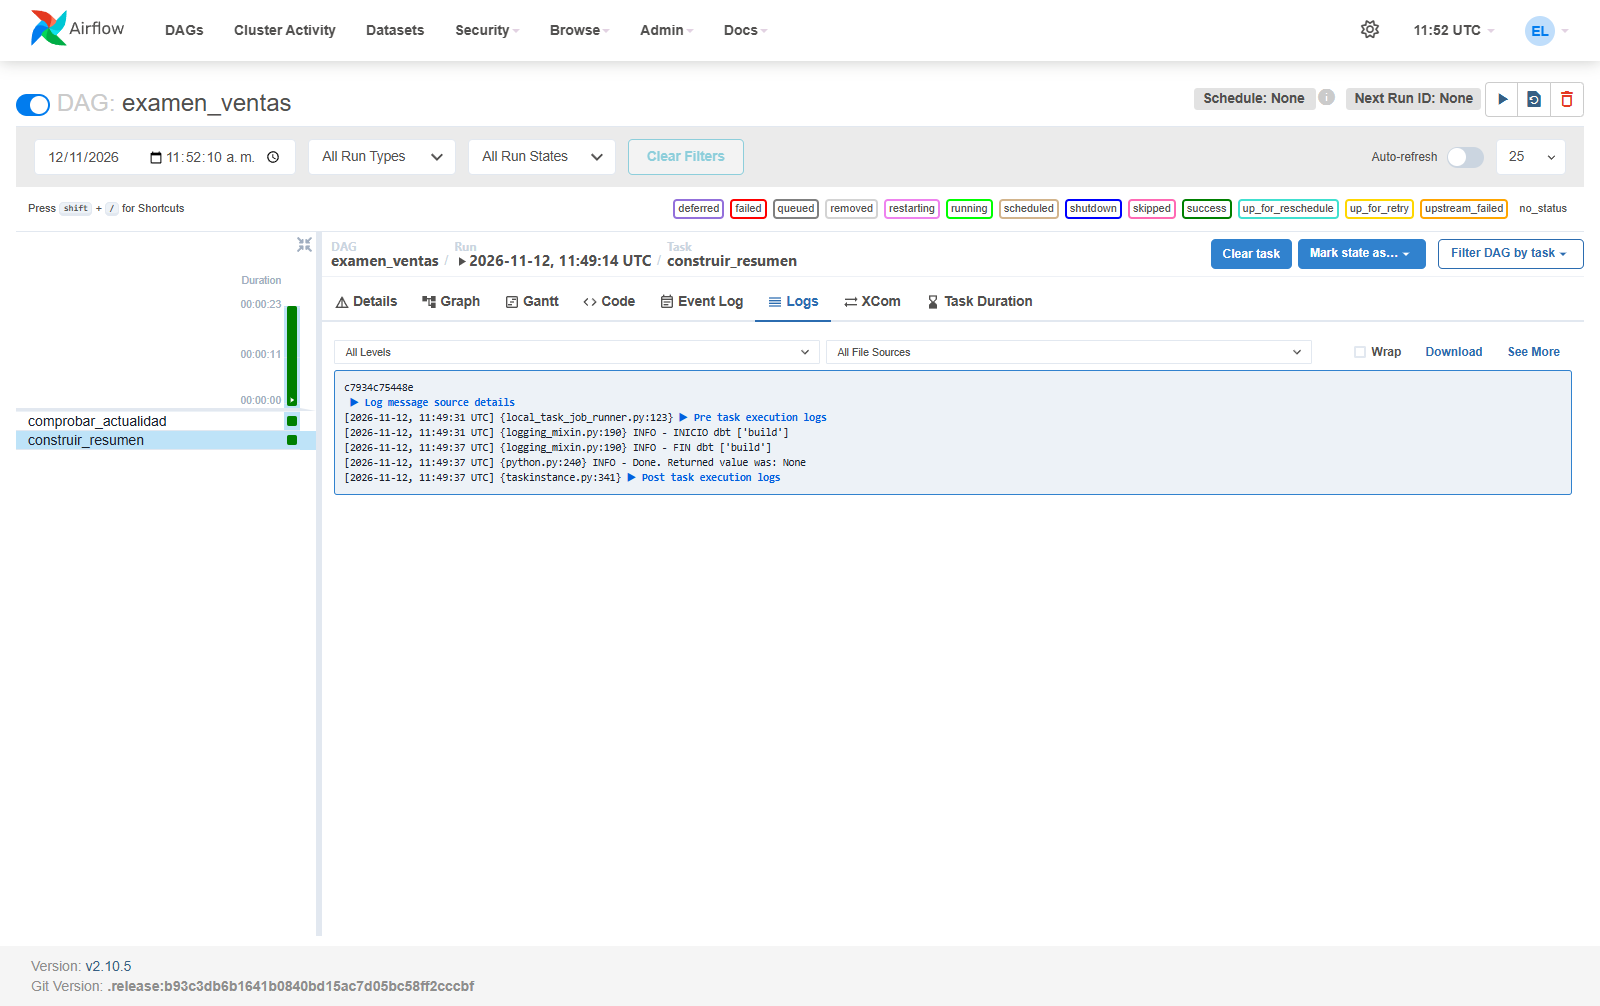 Airflow
DAGs Cluster Activity Datasets Security Browse Admin Docs
11:52 UTC
EL
DAG: examen_ventas
Schedule: None
i
Next Run ID: None
12/11/2026 11:52:10 a. m.
All Run Types
All Run States
Clear Filters
Auto-refresh
25
Press shift + / for Shortcuts
deferred failed queued removed restarting running scheduled shutdown skipped success up_for_reschedule up_for_retry upstream_failed no_status
Duration
00:00:23
00:00:11
00:00:00
comprobar_actualidad
construir_resumen
DAG Run Task
examen_ventas / 2026-11-12, 11:49:14 UTC / construir_resumen
Clear task
Mark state as...
Filter DAG by task
Details Graph Gantt Code Event Log Logs XCom Task Duration
All Levels
All File Sources
Wrap
Download
See More
c7934c75448e
▶ Log message source details
[2026-11-12, 11:49:31 UTC] {local_task_job_runner.py:123} ▶ Pre task execution logs
[2026-11-12, 11:49:31 UTC] {logging_mixin.py:190} INFO - INICIO dbt ['build']
[2026-11-12, 11:49:37 UTC] {logging_mixin.py:190} INFO - FIN dbt ['build']
[2026-11-12, 11:49:37 UTC] {python.py:240} INFO - Done. Returned value was: None
[2026-11-12, 11:49:37 UTC] {taskinstance.py:341} ▶ Post task execution logs
Version: v2.10.5
Git Version: .release:b93c3db6b1641b0840bd15ac7d05bc58ff2cccbf